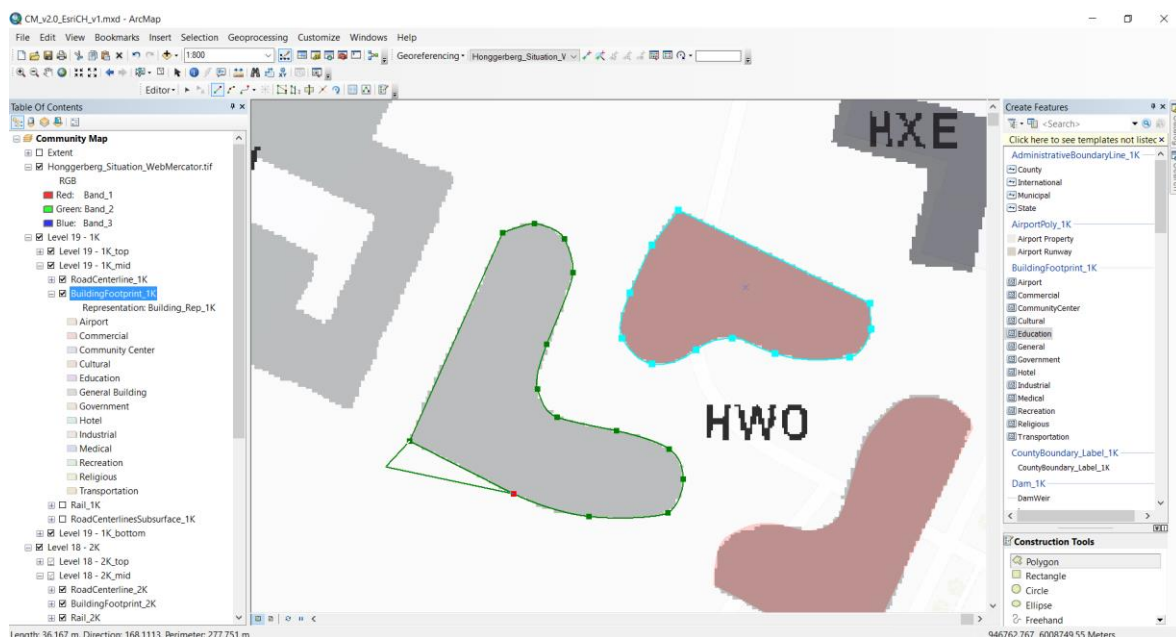 CM_v2.0_EsriCH_v1.mxd - ArcMap
File Edit View Bookmarks Insert Selection Geoprocessing Customize Windows Help
1:800
Georeferencing Honggerberg_Situation_V
Editor
Table Of Contents
Community Map
Extent
Honggerberg_Situation_WebMercator.tif
RGB
Red: Band_1
Green: Band_2
Blue: Band_3
Level 19 - 1K
Level 19 - 1K_top
Level 19 - 1K_mid
RoadCenterline_1K
BuildingFootprint_1K
Representation: Building_Rep_1K
Airport
Commercial
Community Center
Cultural
Education
General Building
Government
Hotel
Industrial
Medical
Recreation
Religious
Transportation
Rail_1K
RoadCenterlinesSubsurface_1K
Level 19 - 1K_bottom
Level 18 - 2K
Level 18 - 2K_top
Level 18 - 2K_mid
RoadCenterline_2K
BuildingFootprint_2K
Rail_2K
HXE
HWO
Create Features
<Search>
Click here to see templates not listec
AdministrativeBoundaryLine_1K
County
International
Municipal
State
AirportPoly_1K
Airport Property
Airport Runway
BuildingFootprint_1K
Airport
Commercial
CommunityCenter
Cultural
Education
General
Government
Hotel
Industrial
Medical
Recreation
Religious
Transportation
CountyBoundary_Label_1K
CountyBoundary_Label_1K
Dam_1K
DamWeir
Construction Tools
Polygon
Rectangle
Circle
Ellipse
Freehand
Length: 36.167 m, Direction: 168.1113, Perimeter: 277.751 m
946762.767 6008749.55 Meters